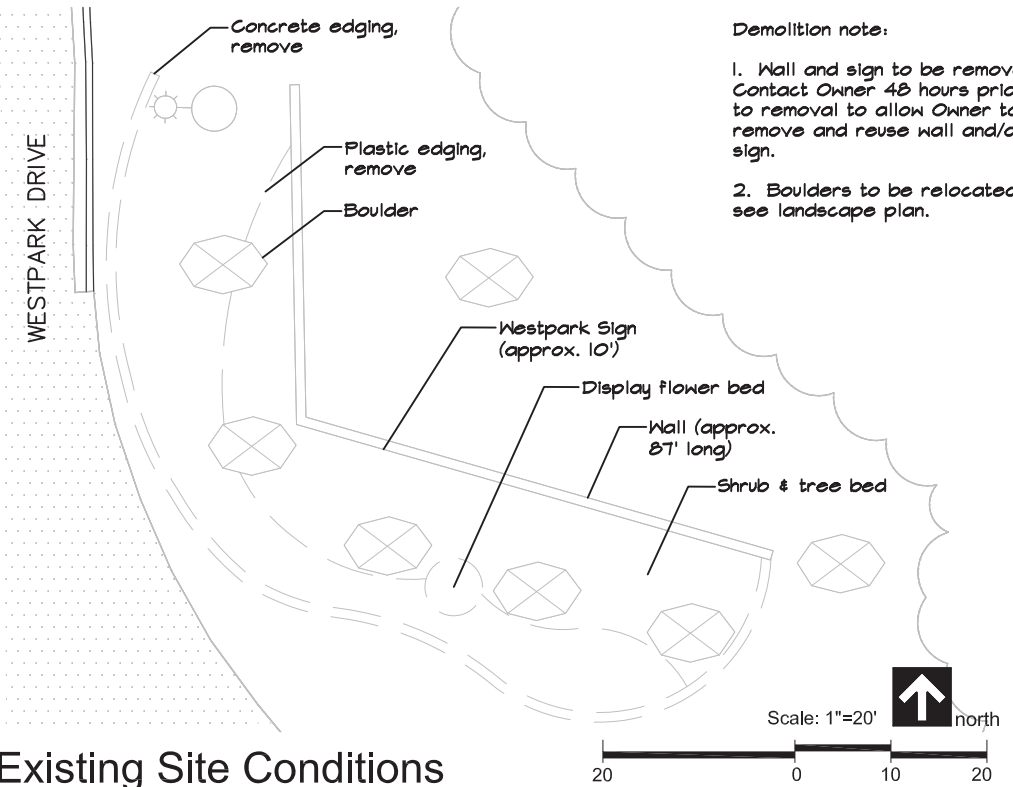 Concrete edging,
remove
Demolition note:
1. Wall and sign to be remov
Contact Owner 48 hours prio
to removal to allow Owner to
remove and reuse wall and/o
sign.
2. Boulders to be relocated
see landscape plan.
Plastic edging,
remove
Boulder
WESTPARK DRIVE
Westpark Sign
(approx. 10')
Display flower bed
Wall (approx.
87' long)
Shrub & tree bed
Scale: 1"=20'
north
Existing Site Conditions
20 0 10 20